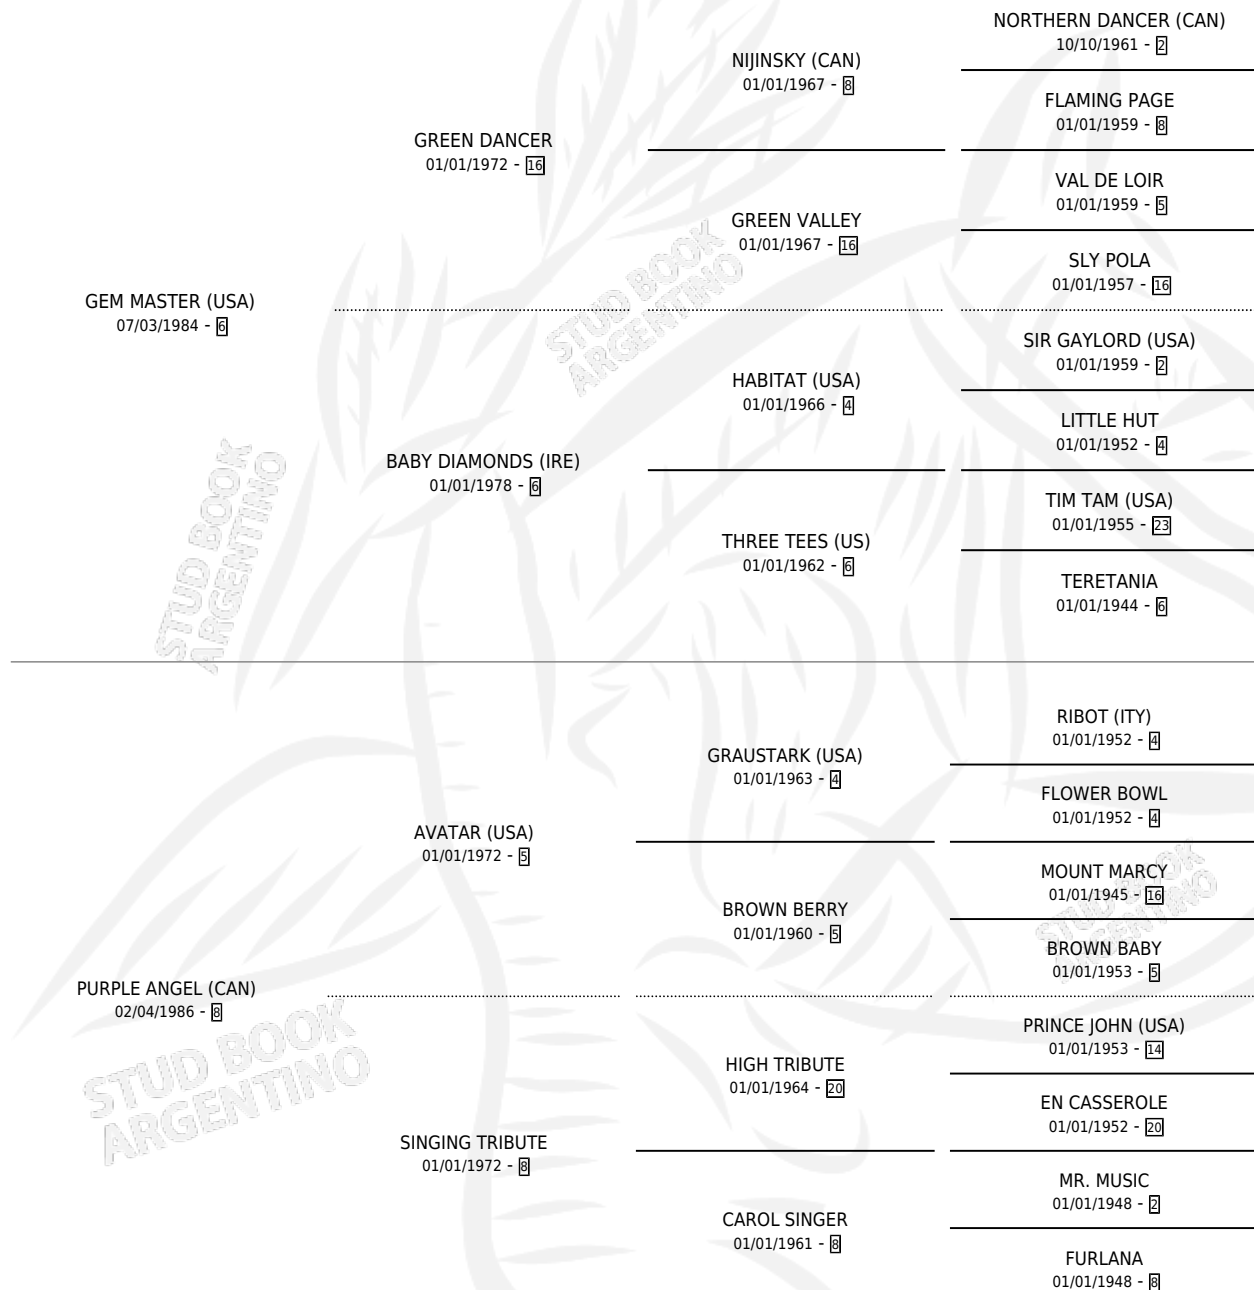 NORTHERN DANCER (CAN)
10/10/1961 - 2
NIJINSKY (CAN)
01/01/1967 - 8
FLAMING PAGE
01/01/1959 - 8
GREEN DANCER
01/01/1972 - 16
VAL DE LOIR
01/01/1959 - 5
GREEN VALLEY
01/01/1967 - 16
SLY POLA
01/01/1957 - 16
GEM MASTER (USA)
07/03/1984 - 6
SIR GAYLORD (USA)
01/01/1959 - 2
HABITAT (USA)
01/01/1966 - 4
LITTLE HUT
01/01/1952 - 4
BABY DIAMONDS (IRE)
01/01/1978 - 6
TIM TAM (USA)
01/01/1955 - 23
THREE TEES (US)
01/01/1962 - 6
TERETANIA
01/01/1944 - 6
RIBOT (ITY)
01/01/1952 - 4
GRAUSTARK (USA)
01/01/1963 - 4
FLOWER BOWL
01/01/1952 - 4
AVATAR (USA)
01/01/1972 - 5
MOUNT MARCY
01/01/1945 - 16
BROWN BERRY
01/01/1960 - 5
BROWN BABY
01/01/1953 - 5
PURPLE ANGEL (CAN)
02/04/1986 - 8
PRINCE JOHN (USA)
01/01/1953 - 14
HIGH TRIBUTE
01/01/1964 - 20
EN CASSEROLE
01/01/1952 - 20
SINGING TRIBUTE
01/01/1972 - 8
MR. MUSIC
01/01/1948 - 2
CAROL SINGER
01/01/1961 - 8
FURLANA
01/01/1948 - 8
STUD BOOK
ARGENTINO
STUD BOOK
ARGENTINO
STUD BOOK
ARGENTINO
STUD BOOK
ARGENTINO